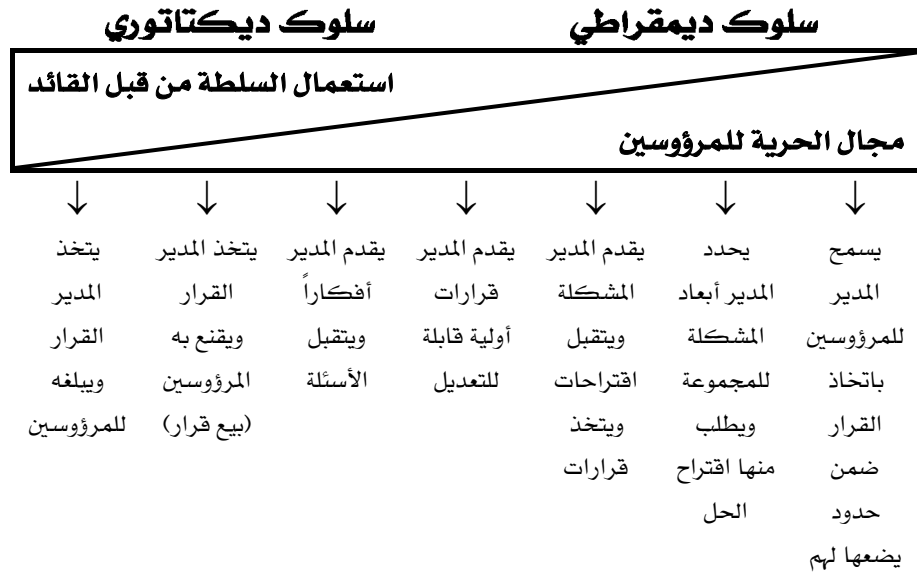 سلوك ديمقراطي
سلوك ديكتاتوري
استعمال السلطة من قبل القائد
مجال الحرية للمرؤوسين
يسمح
المدير
للمرؤوسين
باتخاذ
القرار
ضمن
حدود
يضعها لهم
يحدد
المدير أبعاد
المشكلة
للمجموعة
ويطلب
منها اقتراح
الحل
يقدم المدير
المشكلة
ويتقبل
اقتراحات
ويتخذ
قرارات
يقدم المدير
قرارات
أولية قابلة
للتعديل
يقدم المدير
أفكاراً
ويتقبل
الأسئلة
يتخذ المدير
القرار
ويقنع به
المرؤوسين
(بيع قرار)
يتخذ
المدير
القرار
ويبلغه
للمرؤوسين